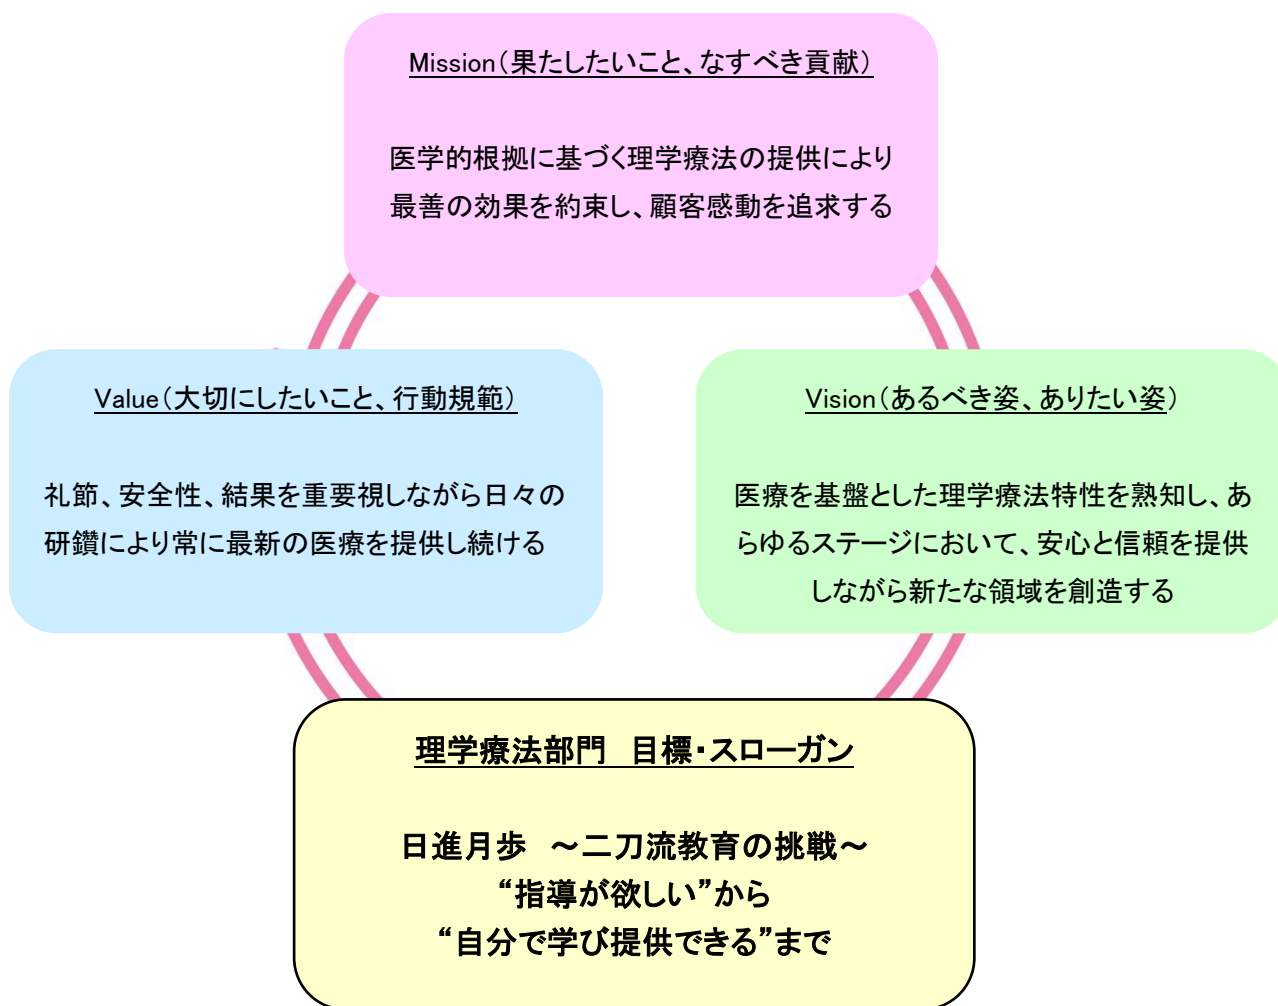 Mission（果たしたいこと、なすべき貢献）
医学的根拠に基づく理学療法の提供により
最善の効果を約束し、顧客感動を追求する
Value（大切にしたいこと、行動規範）
礼節、安全性、結果を重要視しながら日々の
研鑽により常に最新の医療を提供し続ける
Vision（あるべき姿、ありたい姿）
医療を基盤とした理学療法特性を熟知し、あ
らゆるステージにおいて、安心と信頼を提供
しながら新たな領域を創造する
理学療法部門　目標・スローガン
日進月歩　～二刀流教育の挑戦～
“指導が欲しい”から
“自分で学び提供できる”まで